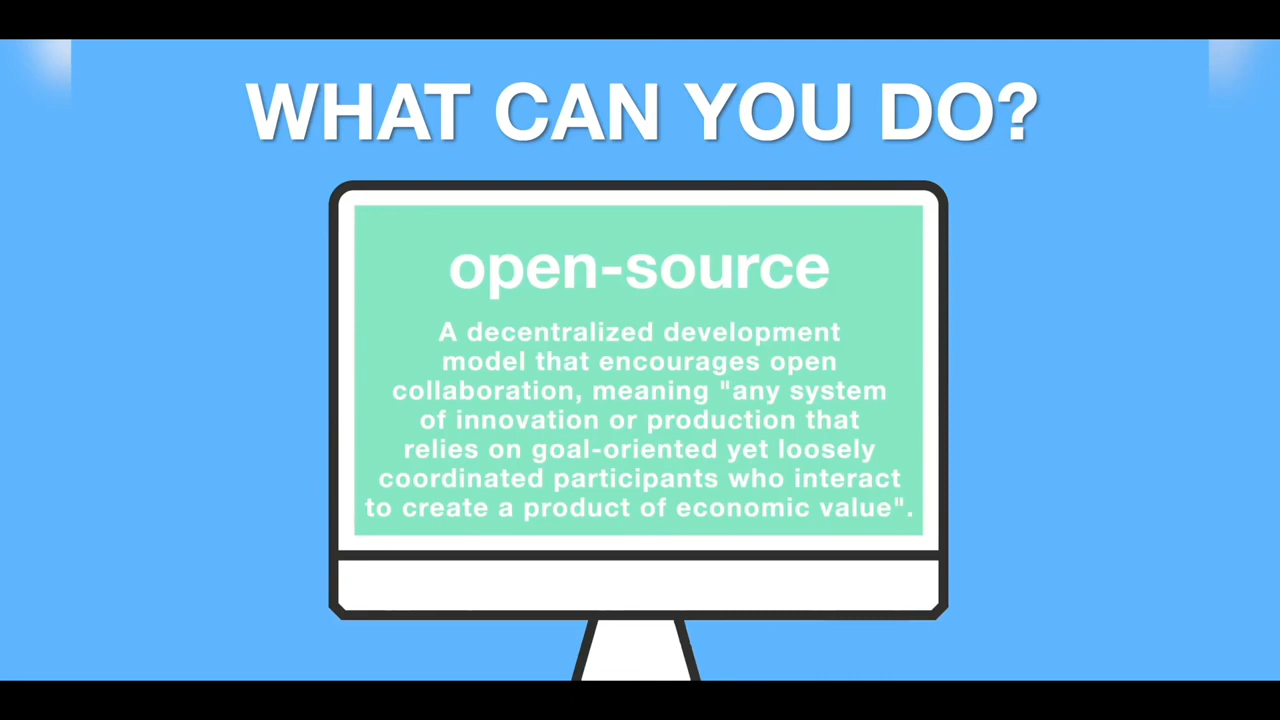 WHAT CAN YOU DO?
open-source
A decentralized development
model that encourages open
collaboration, meaning "any system
of innovation or production that
relies on goal-oriented yet loosely
coordinated participants who interact
to create a product of economic value".